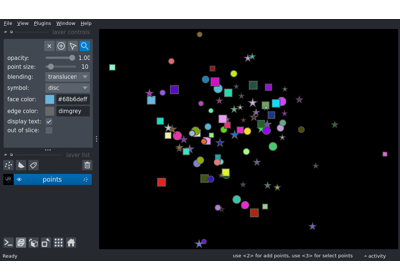 File View Plugins Window Help
layer controls
opacity: 1.00
point size: 10
blending: translucen
symbol: disc
face color: #68b6deff
edge color: dimgrey
display text:
out of slice:
layer list
points
Ready use <2> for add points, use <3> for select points activity